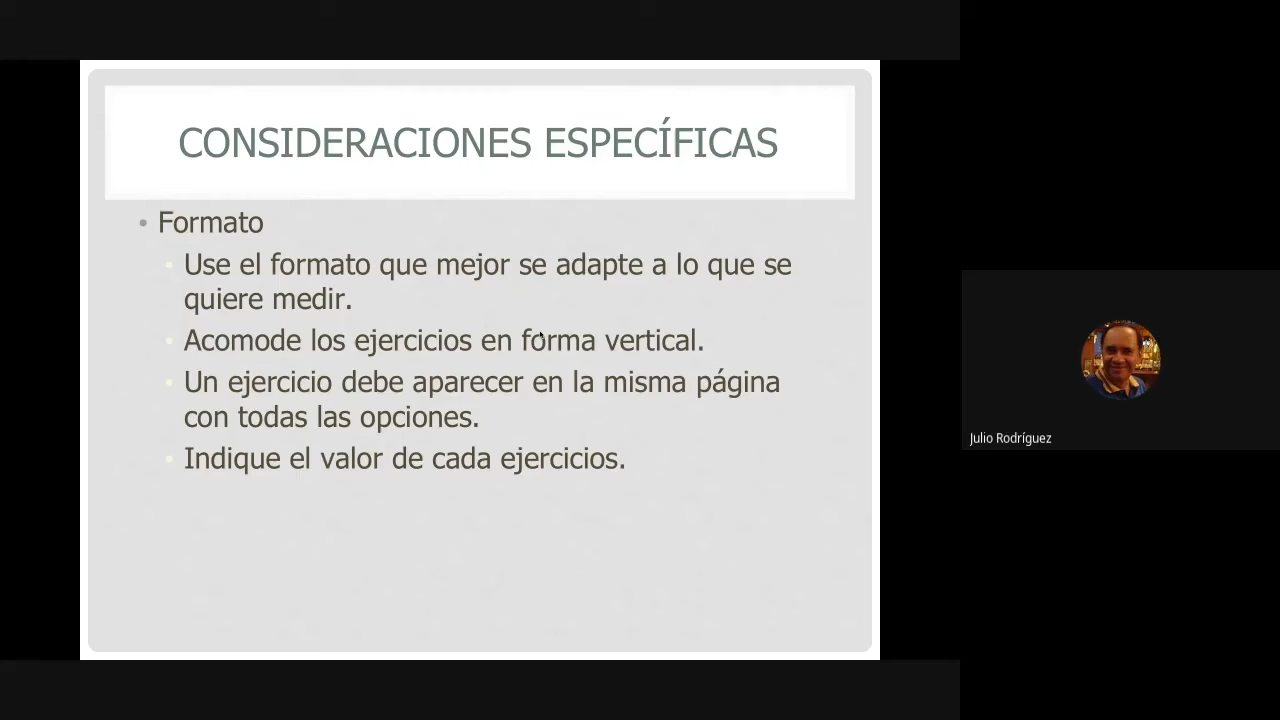 CONSIDERACIONES ESPECÍFICAS
• Formato
Use el formato que mejor se adapte a lo que se
quiere medir.
Acomode los ejercicios en forma vertical.
Un ejercicio debe aparecer en la misma página
con todas las opciones.
Indique el valor de cada ejercicios.
Julio Rodríguez